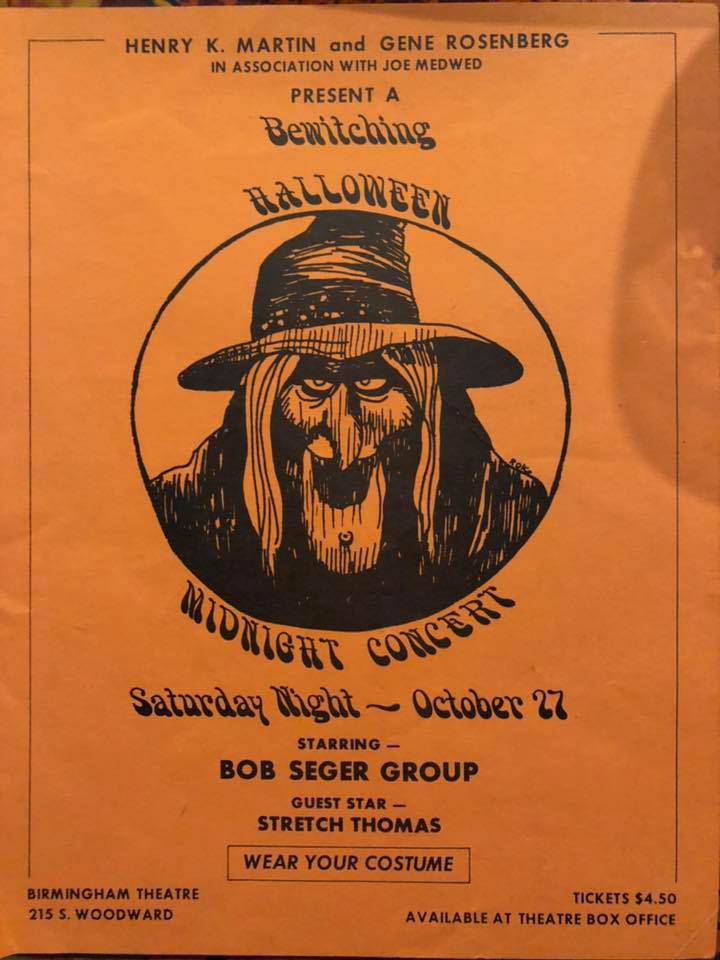 HENRY K. MARTIN and GENE ROSENBERG
IN ASSOCIATION WITH JOE MEDWED
PRESENT A
Bewitching
HALLOWEEN
ROK
MIDNIGHT CONCERT
Saturday Night ~ October 27
STARRING —
BOB SEGER GROUP
GUEST STAR —
STRETCH THOMAS
WEAR YOUR COSTUME
BIRMINGHAM THEATRE
215 S. WOODWARD
TICKETS $4.50
AVAILABLE AT THEATRE BOX OFFICE